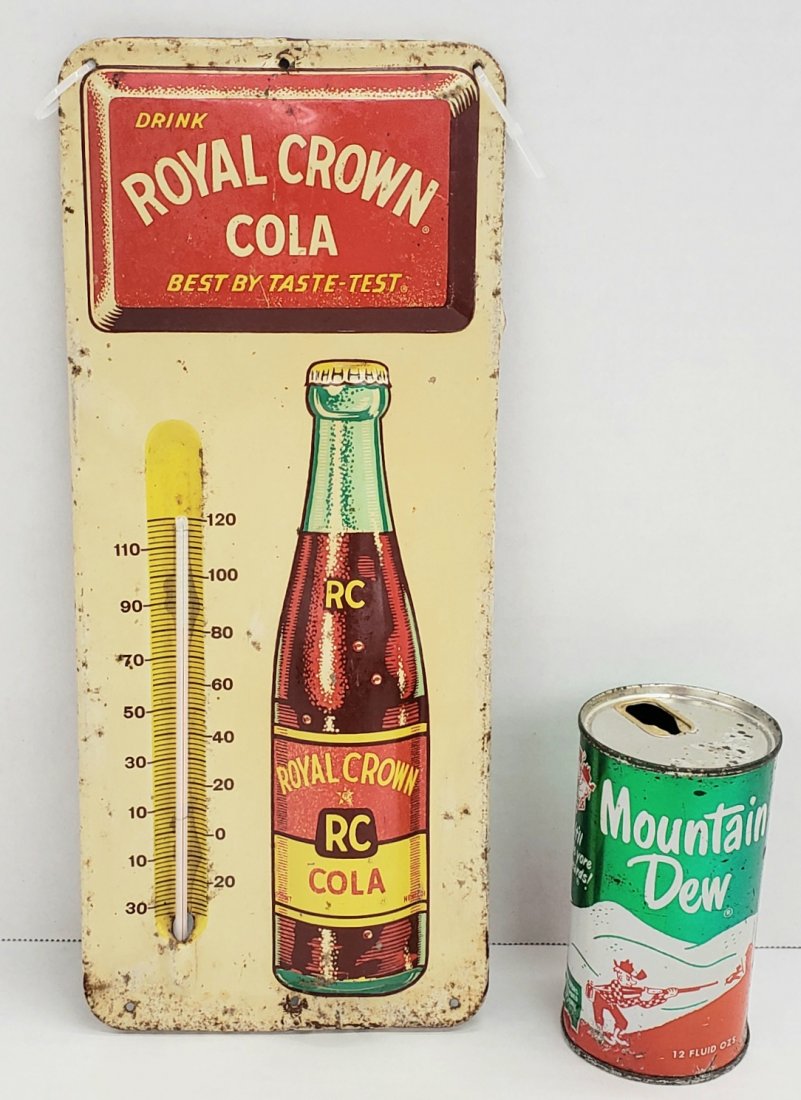 DRINK
ROYAL CROWN
COLA ®
BEST BY TASTE-TEST®
120
110
100
90
80
70
60
50
40
30
20
10
0
10
20
30
RC
ROYAL CROWN
RC
COLA
Mountain
Dew®
12 FLUID OZS